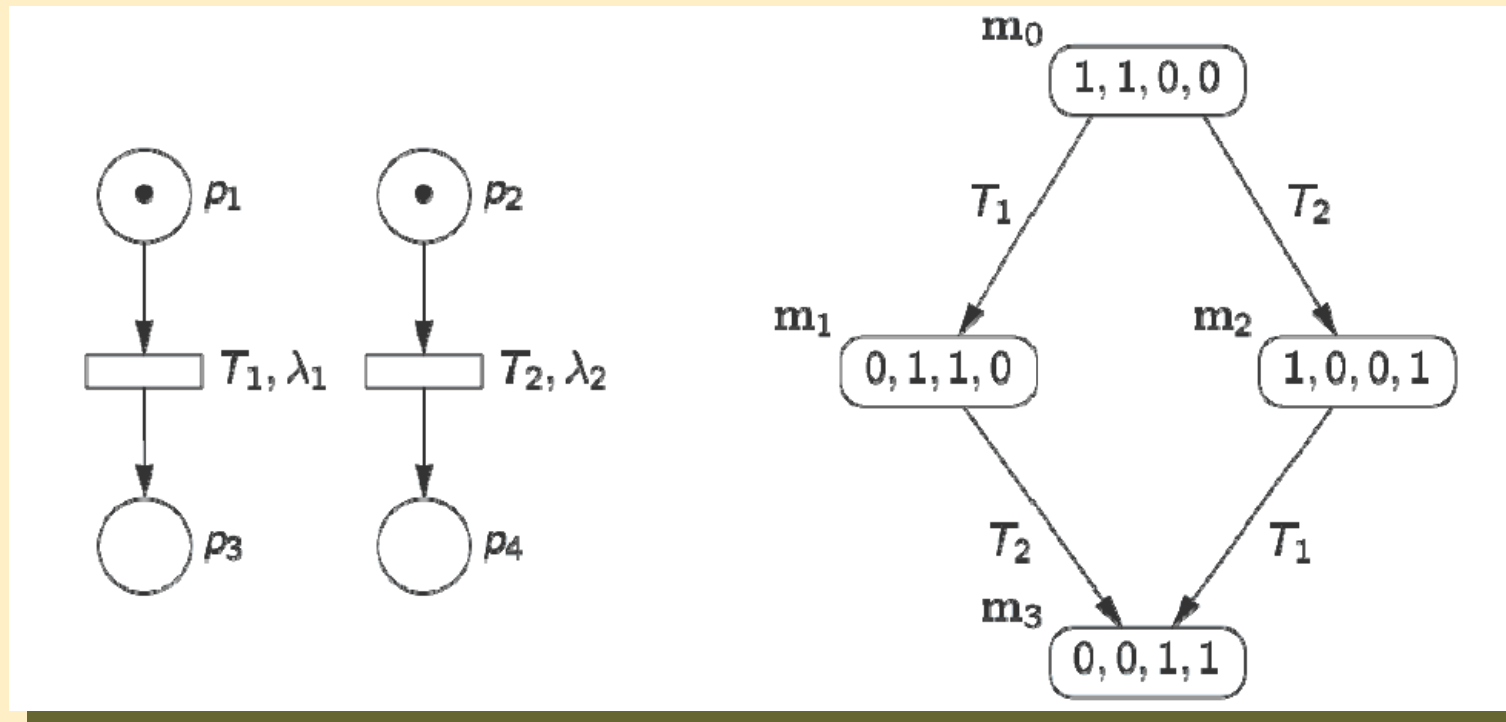 m₀
1, 1, 0, 0
p₁
p₂
T₁
T₂
m₁
m₂
T₁, λ₁
T₂, λ₂
0, 1, 1, 0
1, 0, 0, 1
p₃
p₄
T₂
T₁
m₃
0, 0, 1, 1